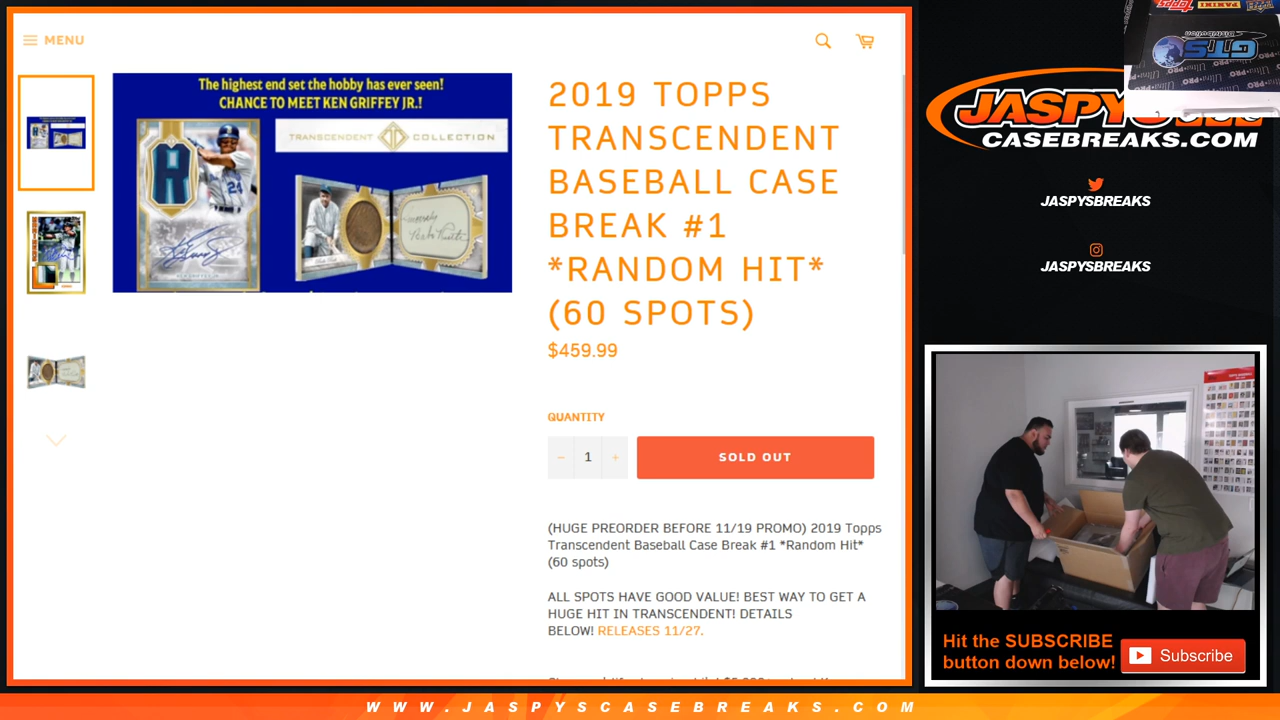 MENU
The highest end set the hobby has ever seen!
CHANCE TO MEET KEN GRIFFEY JR.!
TRANSCENDENT COLLECTION
2019 TOPPS
TRANSCENDENT
BASEBALL CASE
BREAK #1
*RANDOM HIT*
(60 SPOTS)
$459.99
QUANTITY
− 1 +
SOLD OUT
(HUGE PREORDER BEFORE 11/19 PROMO) 2019 Topps
Transcendent Baseball Case Break #1 *Random Hit*
(60 spots)
ALL SPOTS HAVE GOOD VALUE! BEST WAY TO GET A
HUGE HIT IN TRANSCENDENT! DETAILS
BELOW! RELEASES 11/27.
PANINI
GTS
JASPY
CASEBREAKS.COM
JASPYSBREAKS
JASPYSBREAKS
Hit the SUBSCRIBE
button down below!
Subscribe
WWW.JASPYSCASEBREAKS.COM